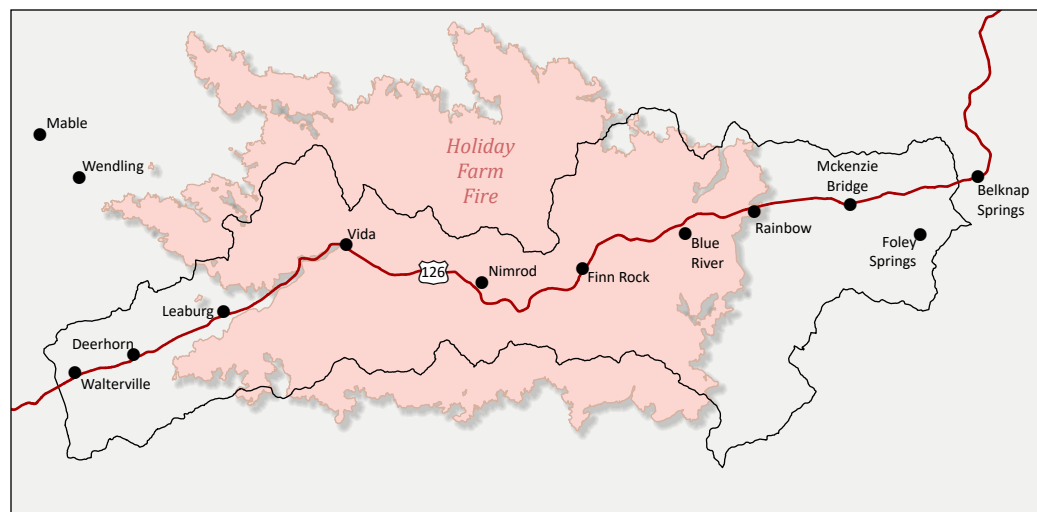 Mable
Wendling
Holiday
Farm
Fire
Mckenzie
Bridge
Belknap
Springs
Rainbow
Vida
Blue
River
Foley
Springs
126
Nimrod
Finn Rock
Leaburg
Deerhorn
Walterville